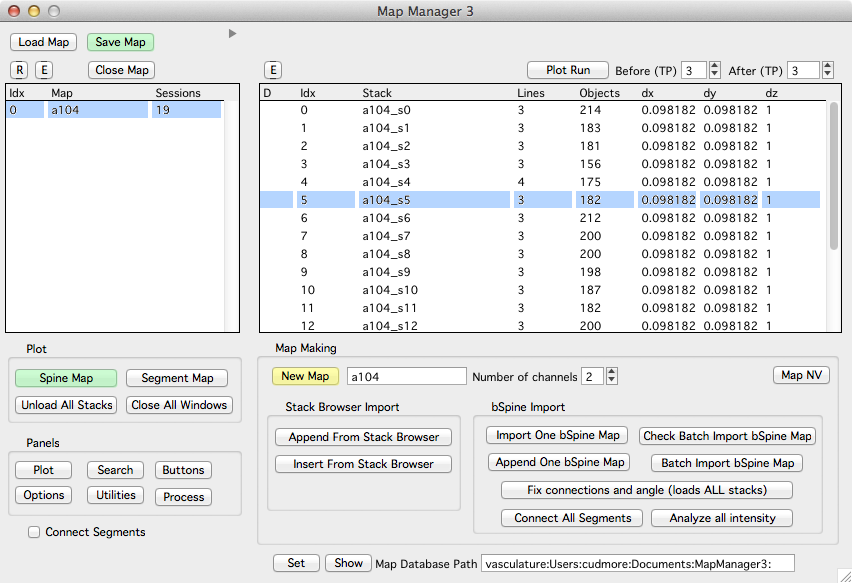 Map Manager 3
Load Map Save Map
R E Close Map E Plot Run Before (TP) 3 After (TP) 3
Idx Map Sessions
0 a104 19
D Idx Stack Lines Objects dx dy dz
0 a104_s0 3 214 0.098182 0.098182 1
1 a104_s1 3 183 0.098182 0.098182 1
2 a104_s2 3 181 0.098182 0.098182 1
3 a104_s3 3 156 0.098182 0.098182 1
4 a104_s4 4 175 0.098182 0.098182 1
5 a104_s5 3 182 0.098182 0.098182 1
6 a104_s6 3 212 0.098182 0.098182 1
7 a104_s7 3 200 0.098182 0.098182 1
8 a104_s8 3 200 0.098182 0.098182 1
9 a104_s9 3 198 0.098182 0.098182 1
10 a104_s10 3 187 0.098182 0.098182 1
11 a104_s11 3 182 0.098182 0.098182 1
12 a104_s12 3 200 0.098182 0.098182 1
Plot
Spine Map Segment Map
Unload All Stacks Close All Windows
Panels
Plot Search Buttons
Options Utilities Process
Connect Segments
Map Making
New Map a104 Number of channels 2 Map NV
Stack Browser Import
Append From Stack Browser
Insert From Stack Browser
bSpine Import
Import One bSpine Map Check Batch Import bSpine Map
Append One bSpine Map Batch Import bSpine Map
Fix connections and angle (loads ALL stacks)
Connect All Segments Analyze all intensity
Set Show Map Database Path vasculature:Users:cudmore:Documents:MapManager3: